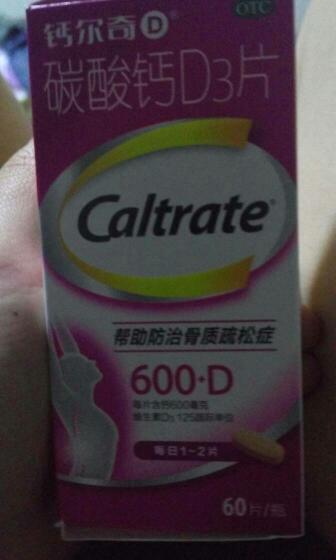 钙尔奇D
OTC
碳酸钙D3片
Caltrate®
帮助防治骨质疏松症
600+D
每片含钙600毫克
维生素D₃ 125国际单位
每日1~2片
60片/瓶